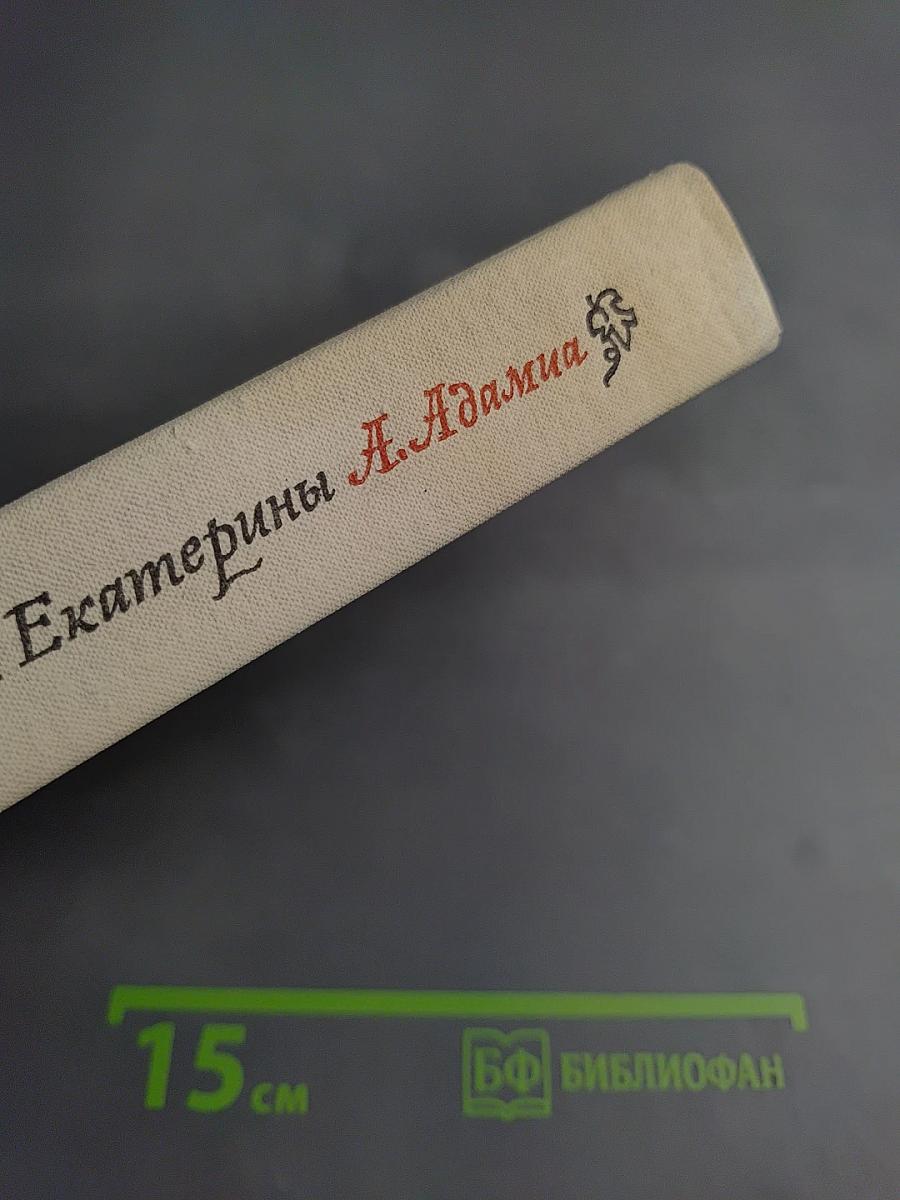 Екатерины А. Адамиа
15 см
БФ БИБЛИОФАН